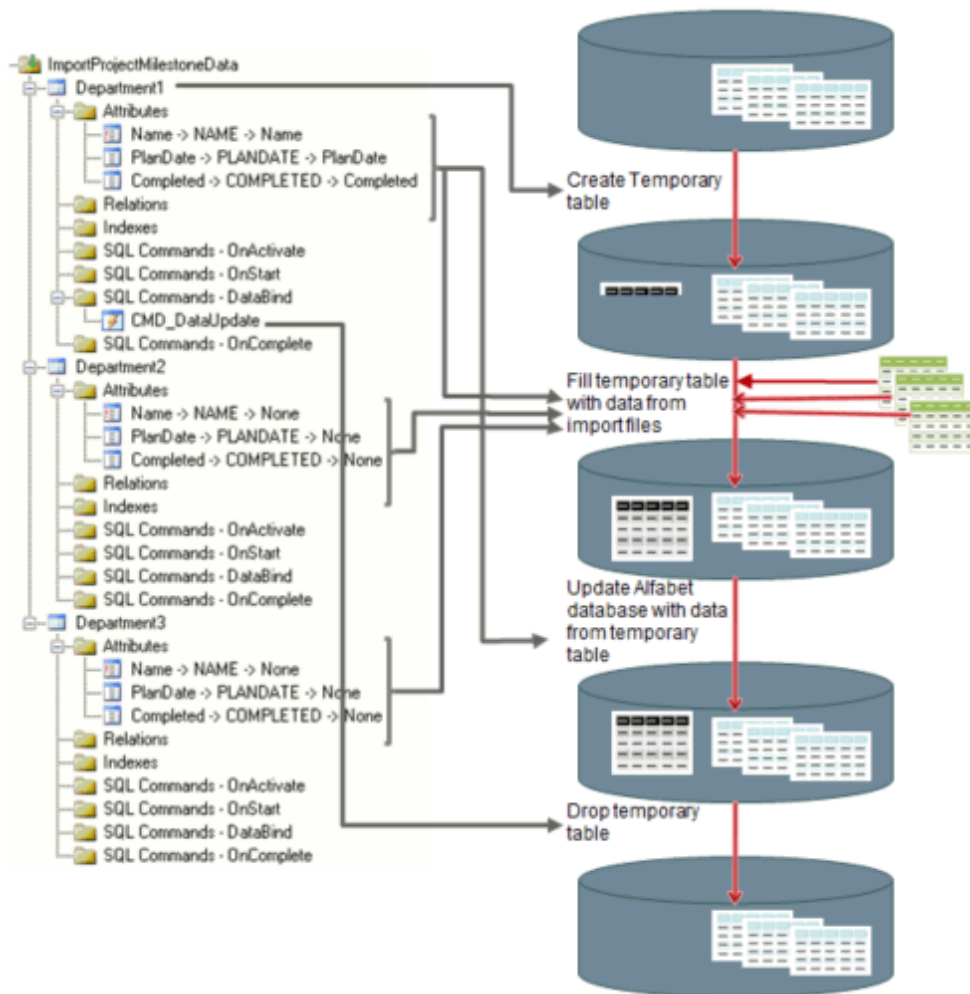 ImportProjectMilestoneData
Department1
Attributes
Name -> NAME -> Name
PlanDate -> PLANDATE -> PlanDate
Completed -> COMPLETED -> Completed
Relations
Indexes
SQL Commands - OnActivate
SQL Commands - OnStart
SQL Commands - DataBind
CMD_DataUpdate
SQL Commands - OnComplete
Department2
Attributes
Name -> NAME -> None
PlanDate -> PLANDATE -> None
Completed -> COMPLETED -> None
Relations
Indexes
SQL Commands - OnActivate
SQL Commands - OnStart
SQL Commands - DataBind
SQL Commands - OnComplete
Department3
Attributes
Name -> NAME -> None
PlanDate -> PLANDATE -> None
Completed -> COMPLETED -> None
Relations
Indexes
SQL Commands - OnActivate
SQL Commands - OnStart
SQL Commands - DataBind
SQL Commands - OnComplete
Create Temporary
table
Fill temporary table
with data from
import files
Update Alfabet
database with data
from temporary
table
Drop temporary
table